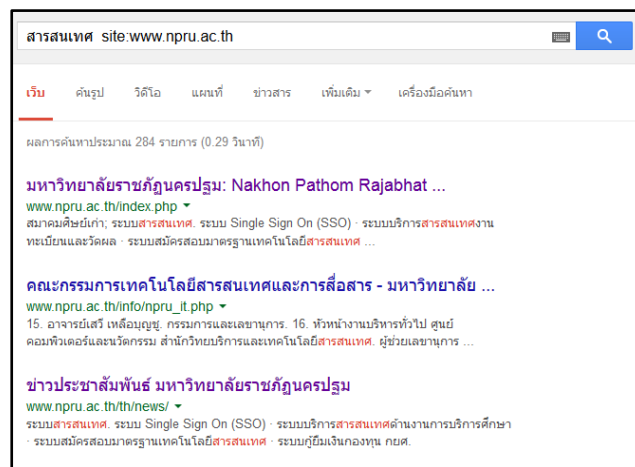 สารสนเทศ site:www.npru.ac.th
เว็บ ค้นรูป วิดีโอ แผนที่ ข่าวสาร เพิ่มเติม เครื่องมือค้นหา
ผลการค้นหาประมาณ 284 รายการ (0.29 วินาที)
มหาวิทยาลัยราชภัฏนครปฐม: Nakhon Pathom Rajabhat ...
www.npru.ac.th/index.php
สมาคมศิษย์เก่า; ระบบสารสนเทศ. ระบบ Single Sign On (SSO) · ระบบบริการสารสนเทศงาน
ทะเบียนและวัดผล · ระบบสมัครสอบมาตรฐานเทคโนโลยีสารสนเทศ ...
คณะกรรมการเทคโนโลยีสารสนเทศและการสื่อสาร - มหาวิทยาลัย ...
www.npru.ac.th/info/npru_it.php
15. อาจารย์เสวี เหลือบุญชู. กรรมการและเลขานุการ. 16. หัวหน้างานบริหารทั่วไป ศูนย์
คอมพิวเตอร์และนวัตกรรม สำนักวิทยบริการและเทคโนโลยีสารสนเทศ. ผู้ช่วยเลขานุการ ...
ข่าวประชาสัมพันธ์ มหาวิทยาลัยราชภัฏนครปฐม
www.npru.ac.th/th/news/
ระบบสารสนเทศ. ระบบ Single Sign On (SSO) · ระบบบริการสารสนเทศด้านงานการบริการศึกษา
· ระบบสมัครสอบมาตรฐานเทคโนโลยีสารสนเทศ · ระบบกู้ยืมเงินกองทุน กยศ.